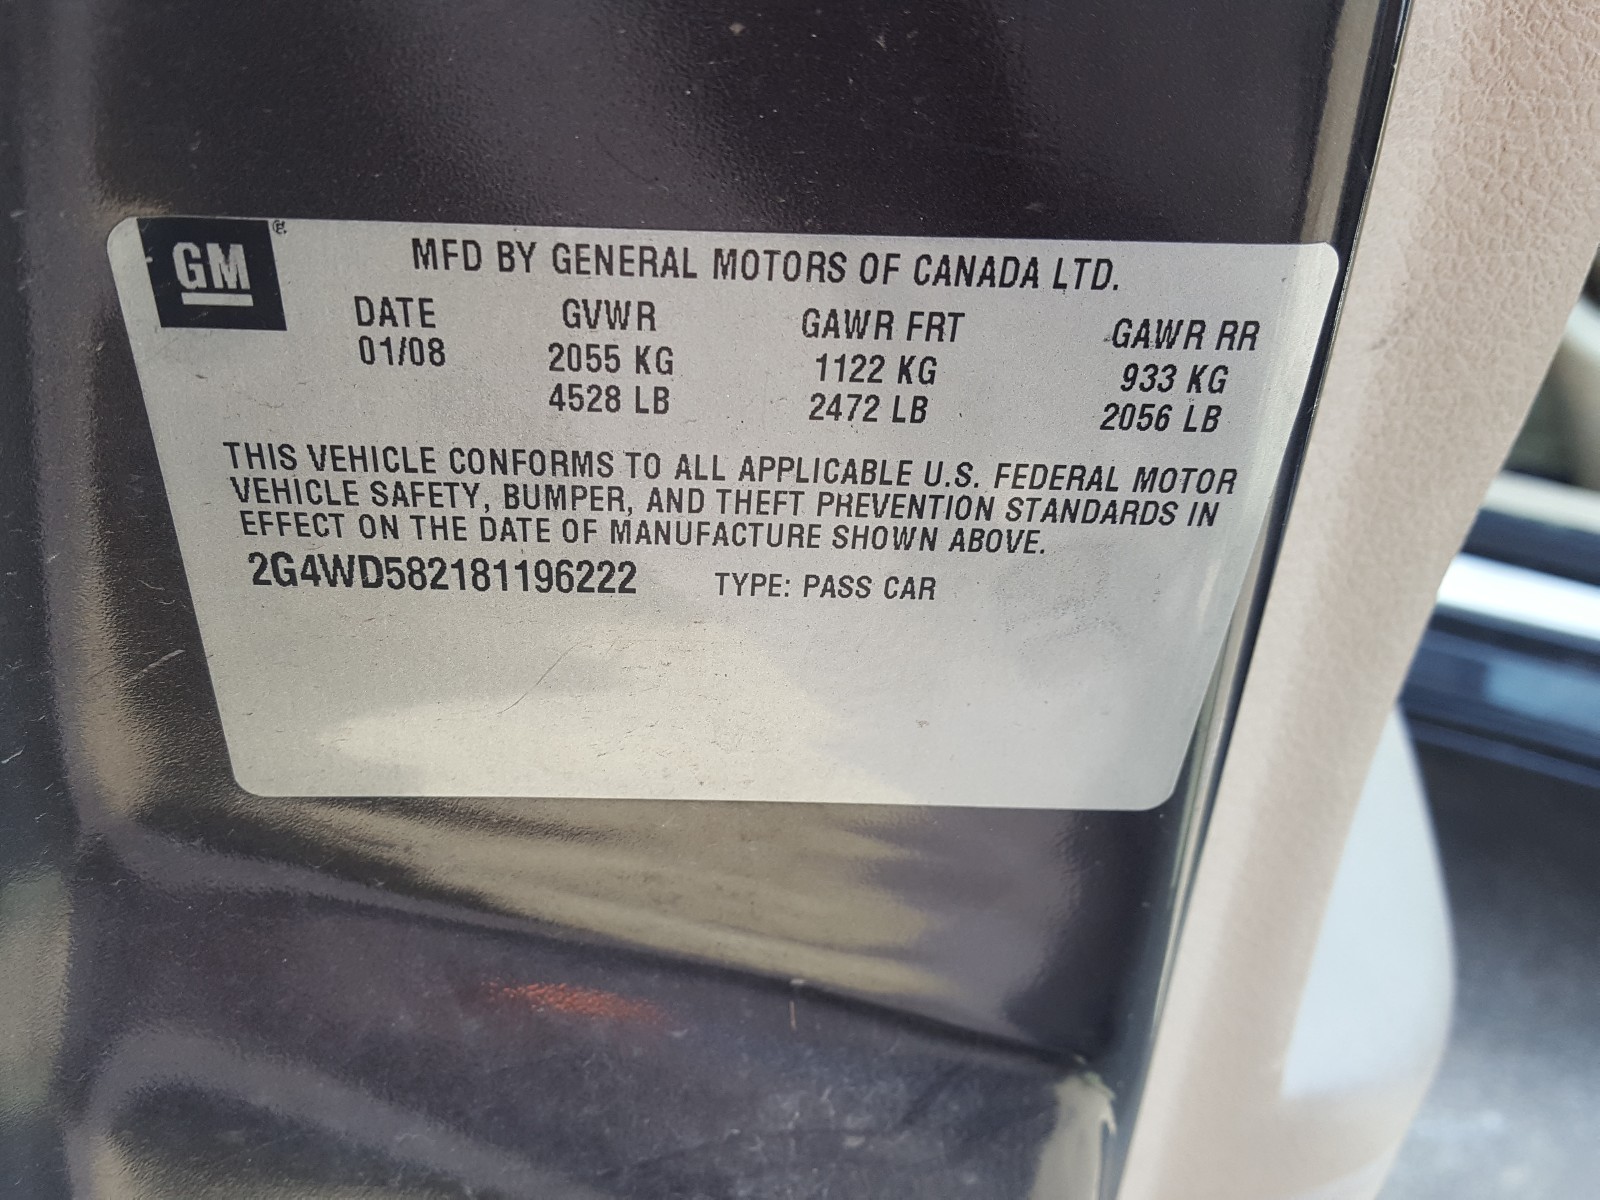 GM®
MFD BY GENERAL MOTORS OF CANADA LTD.
DATE GVWR GAWR FRT GAWR RR
01/08 2055 KG 1122 KG 933 KG
4528 LB 2472 LB 2056 LB
THIS VEHICLE CONFORMS TO ALL APPLICABLE U.S. FEDERAL MOTOR
VEHICLE SAFETY, BUMPER, AND THEFT PREVENTION STANDARDS IN
EFFECT ON THE DATE OF MANUFACTURE SHOWN ABOVE.
2G4WD582181196222 TYPE: PASS CAR